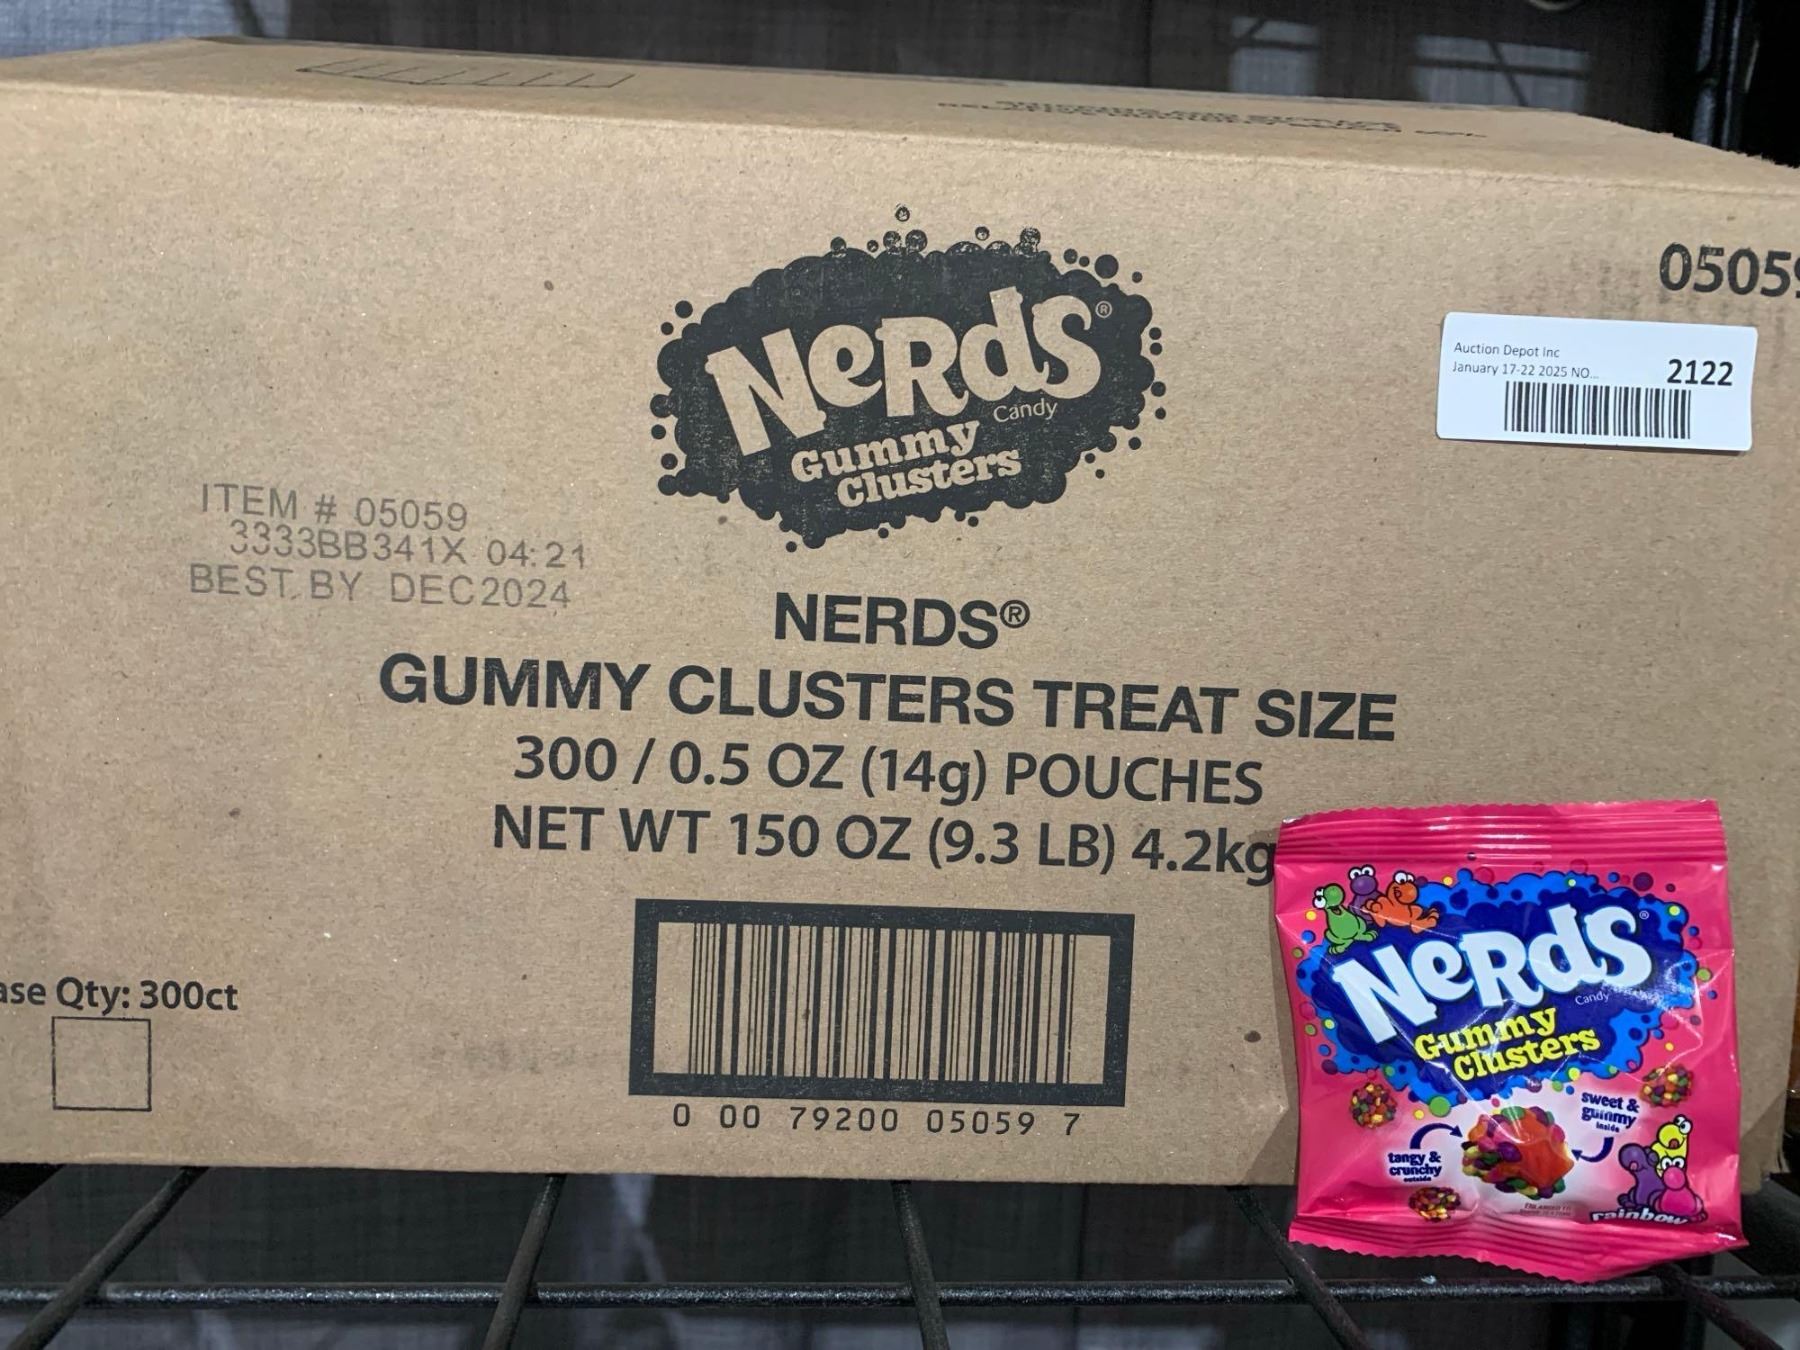 05059
Auction Depot Inc
January 17-22 2025 NO...
2122
NeRdS®
Candy
Gummy
Clusters
ITEM # 05059
3333BB341X 04:21
BEST BY DEC2024
NERDS®
GUMMY CLUSTERS TREAT SIZE
300 / 0.5 OZ (14g) POUCHES
NET WT 150 OZ (9.3 LB) 4.2kg
ase Qty: 300ct
0 00 79200 05059 7
NeRdS®
Candy
Gummy
Clusters
sweet &
gummy
inside
tangy &
crunchy
outside
rainbow